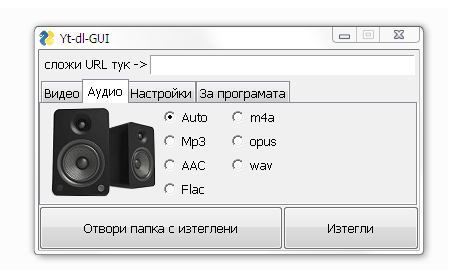 Yt-dl-GUI
сложи URL тук ->
Видео Аудио Настройки За програмата
Auto m4a
Mp3 opus
AAC wav
Flac
Отвори папка с изтеглени Изтегли